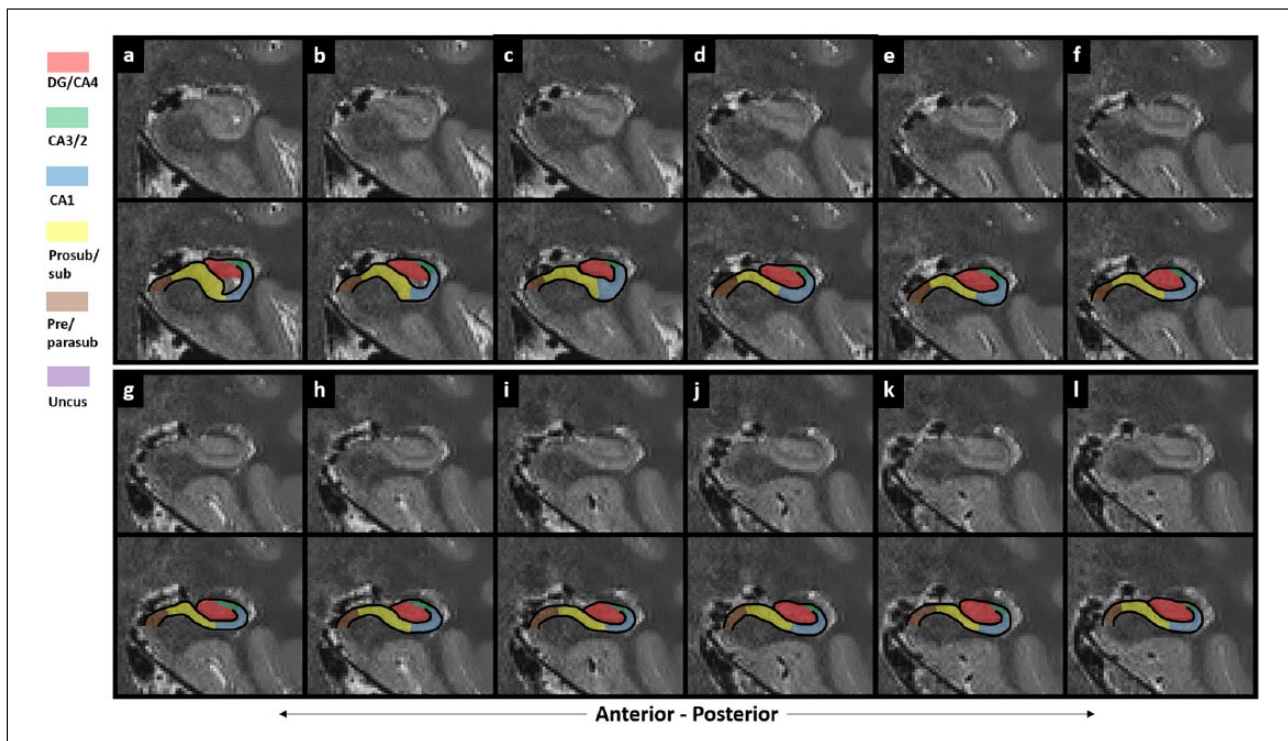 DG/CA4
CA3/2
CA1
Prosub/
sub
Pre/
parasub
Uncus
a
b
c
d
e
f
g
h
i
j
k
l
Anterior - Posterior